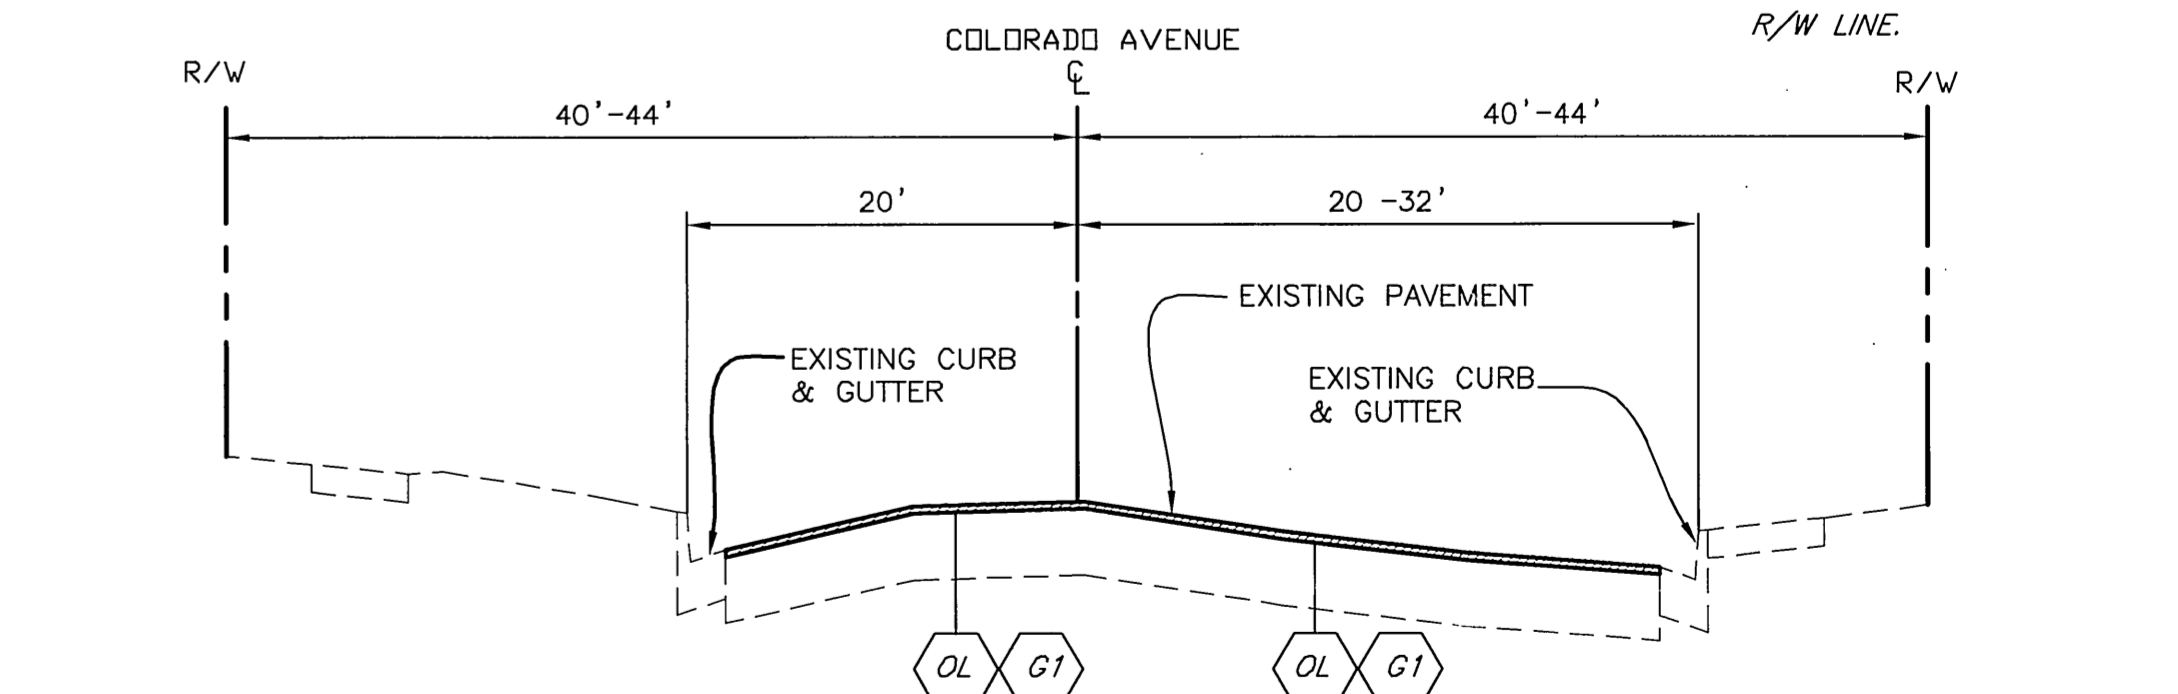 R/W LINE.
COLORADO AVENUE
R/W
℄
R/W
40'-44'
40'-44'
20'
20 -32'
EXISTING PAVEMENT
EXISTING CURB
& GUTTER
EXISTING CURB
& GUTTER
OL
G1
OL
G1